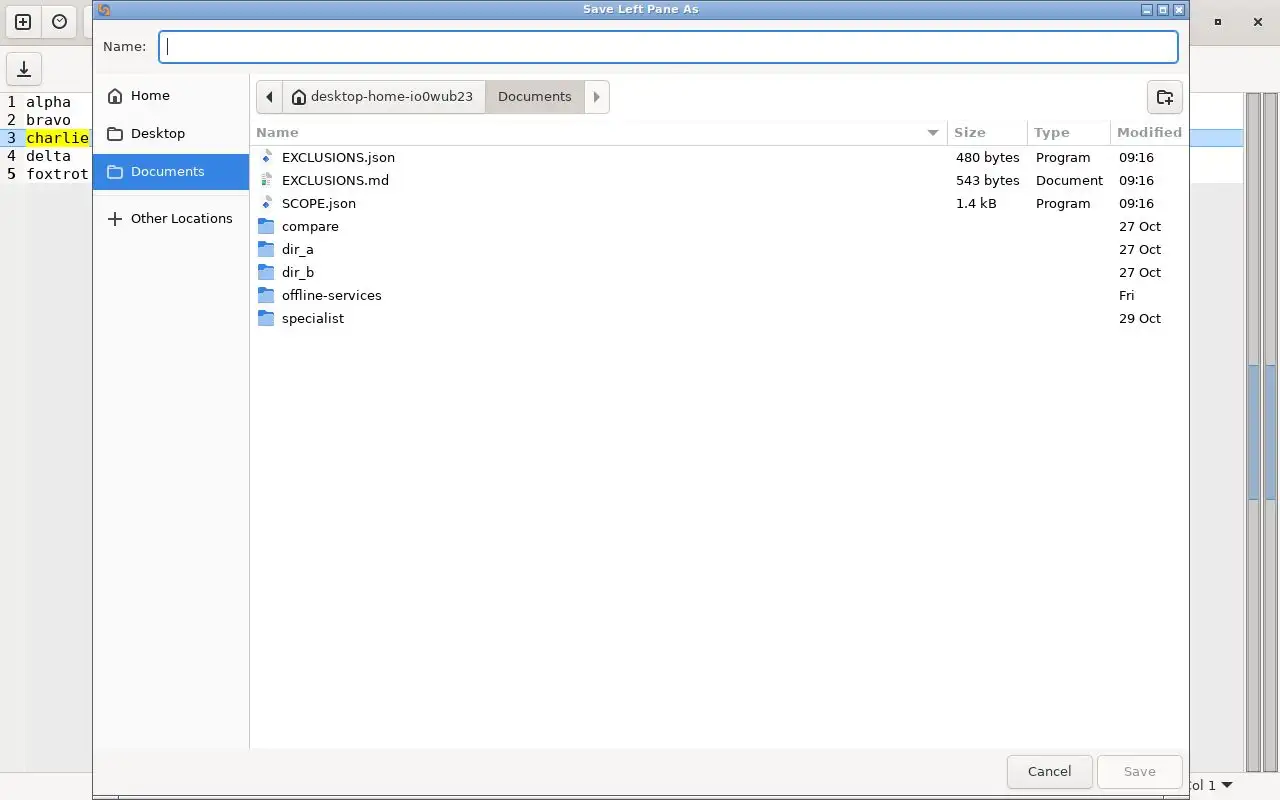 Save Left Pane As
Name:
Home
Desktop
Documents
Other Locations
desktop-home-io0wub23
Documents
Name Size Type Modified
EXCLUSIONS.json 480 bytes Program 09:16
EXCLUSIONS.md 543 bytes Document 09:16
SCOPE.json 1.4 kB Program 09:16
compare 27 Oct
dir_a 27 Oct
dir_b 27 Oct
offline-services Fri
specialist 29 Oct
1 alpha
2 bravo
3 charlie
4 delta
5 foxtrot
Cancel
Save
Col 1